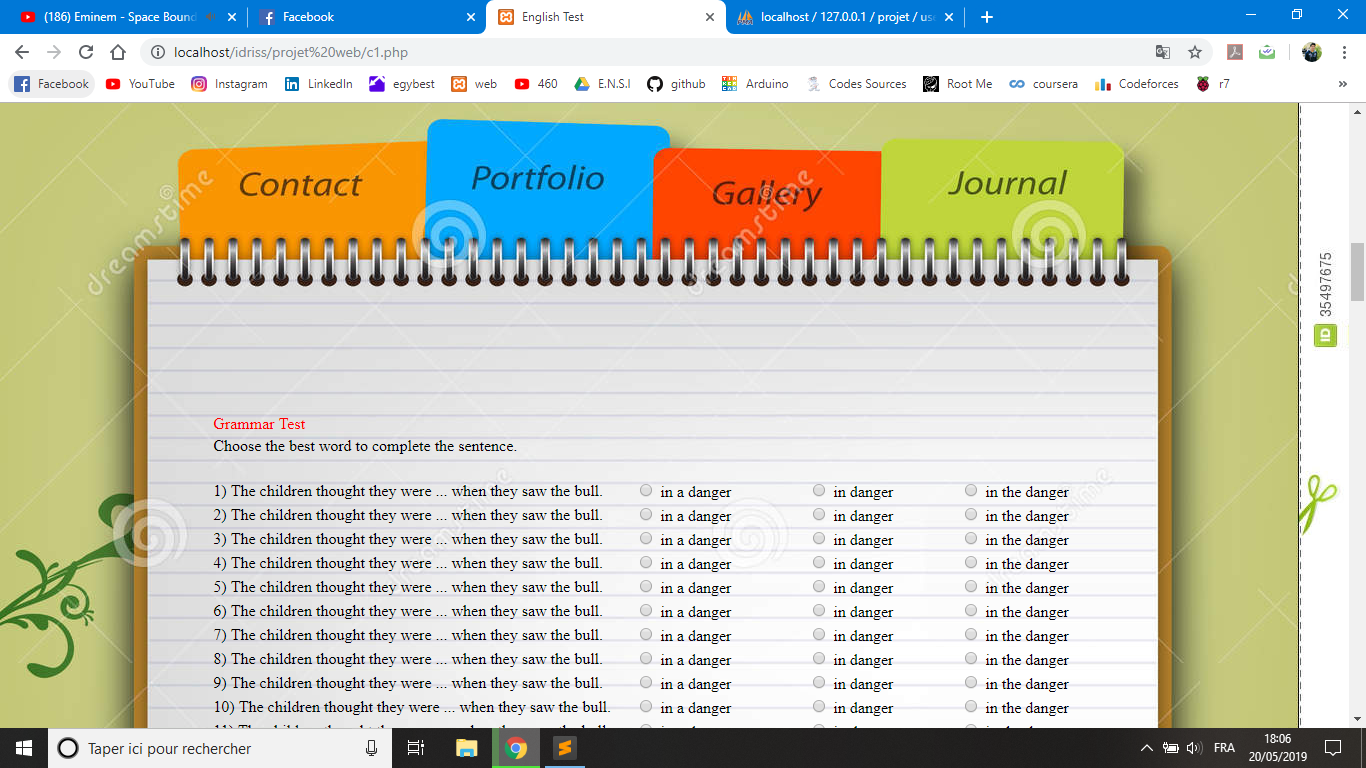 (186) Eminem - Space Bound
Facebook
English Test
localhost / 127.0.0.1 / projet / us
localhost/idriss/projet%20web/c1.php
Facebook YouTube Instagram LinkedIn egybest web 460 E.N.S.I github Arduino Codes Sources Root Me coursera Codeforces r7 »
Contact
Portfolio
Gallery
Journal
dreamstime
dreamstime
dreamstime
dreamstime
35497675
ID
Grammar Test
Choose the best word to complete the sentence.
1) The children thought they were ... when they saw the bull. in a danger in danger in the danger
2) The children thought they were ... when they saw the bull. in a danger in danger in the danger
3) The children thought they were ... when they saw the bull. in a danger in danger in the danger
4) The children thought they were ... when they saw the bull. in a danger in danger in the danger
5) The children thought they were ... when they saw the bull. in a danger in danger in the danger
6) The children thought they were ... when they saw the bull. in a danger in danger in the danger
7) The children thought they were ... when they saw the bull. in a danger in danger in the danger
8) The children thought they were ... when they saw the bull. in a danger in danger in the danger
9) The children thought they were ... when they saw the bull. in a danger in danger in the danger
10) The children thought they were ... when they saw the bull. in a danger in danger in the danger
dreamstime
dreamstime
Taper ici pour rechercher
FRA
18:06
20/05/2019